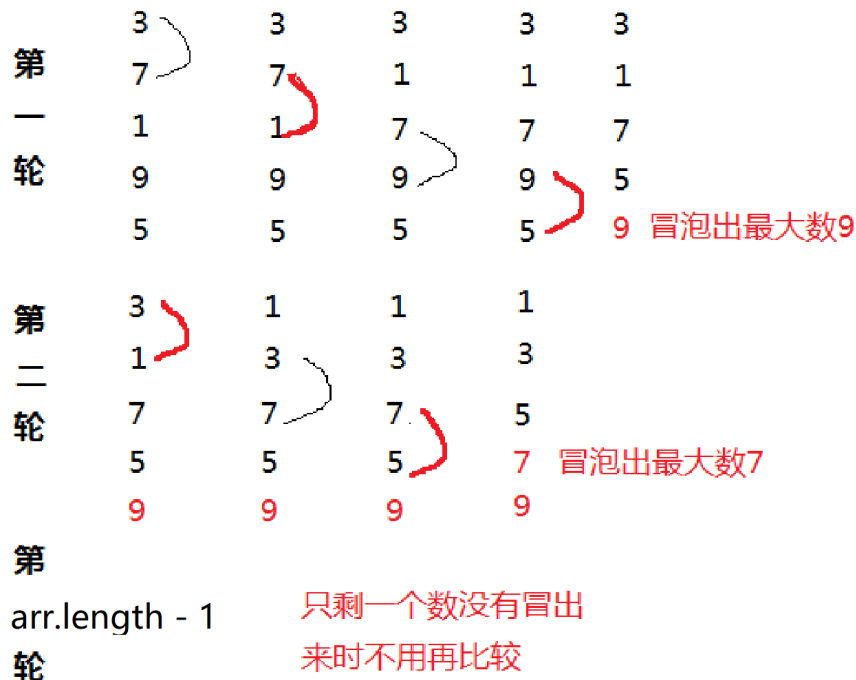 第一轮
3 3 3 3 3
7 7 1 1 1
1 1 7 7 7
9 9 9 9 5
5 5 5 5 9 冒泡出最大数9
第二轮
3 1 1 1
1 3 3 3
7 7 7 5
5 5 5 7 冒泡出最大数7
9 9 9 9
第
arr.length - 1
轮
只剩一个数没有冒出
来时不用再比较